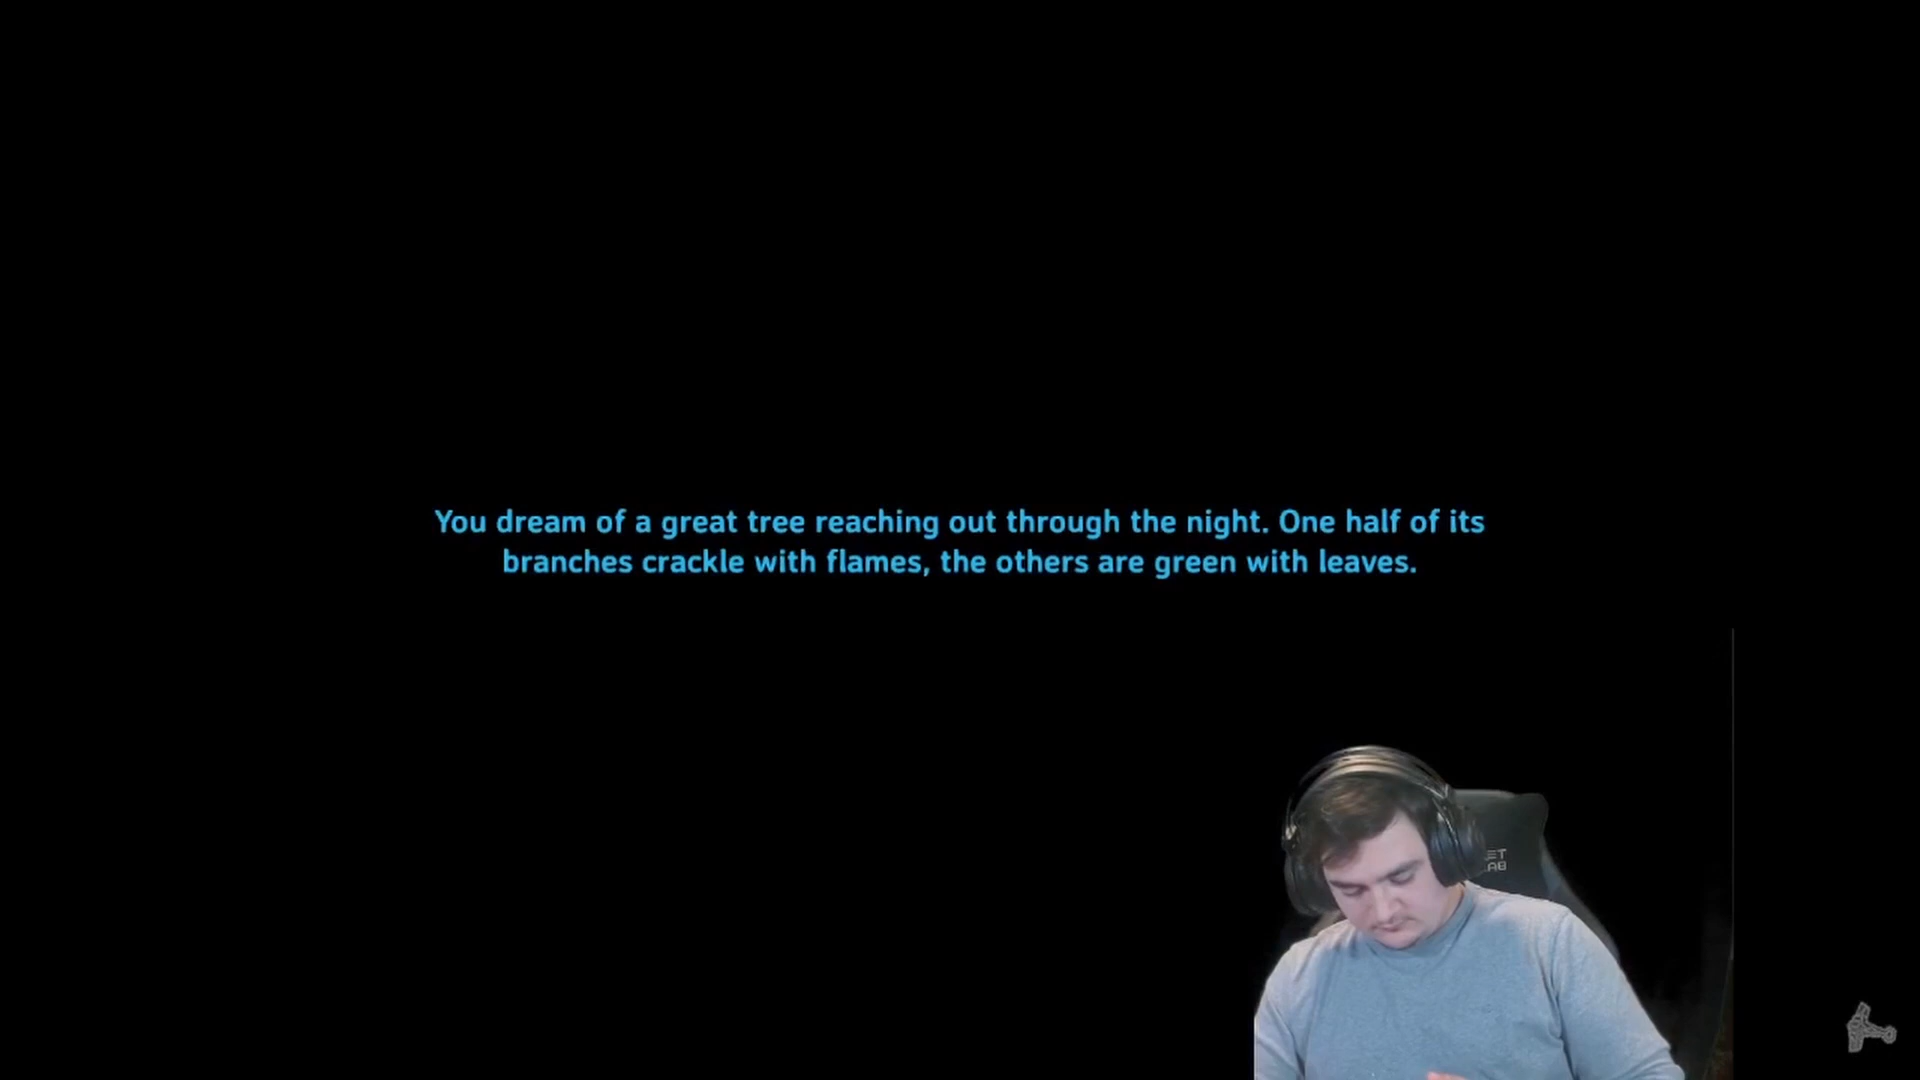 You dream of a great tree reaching out through the night. One half of its
branches crackle with flames, the others are green with leaves.